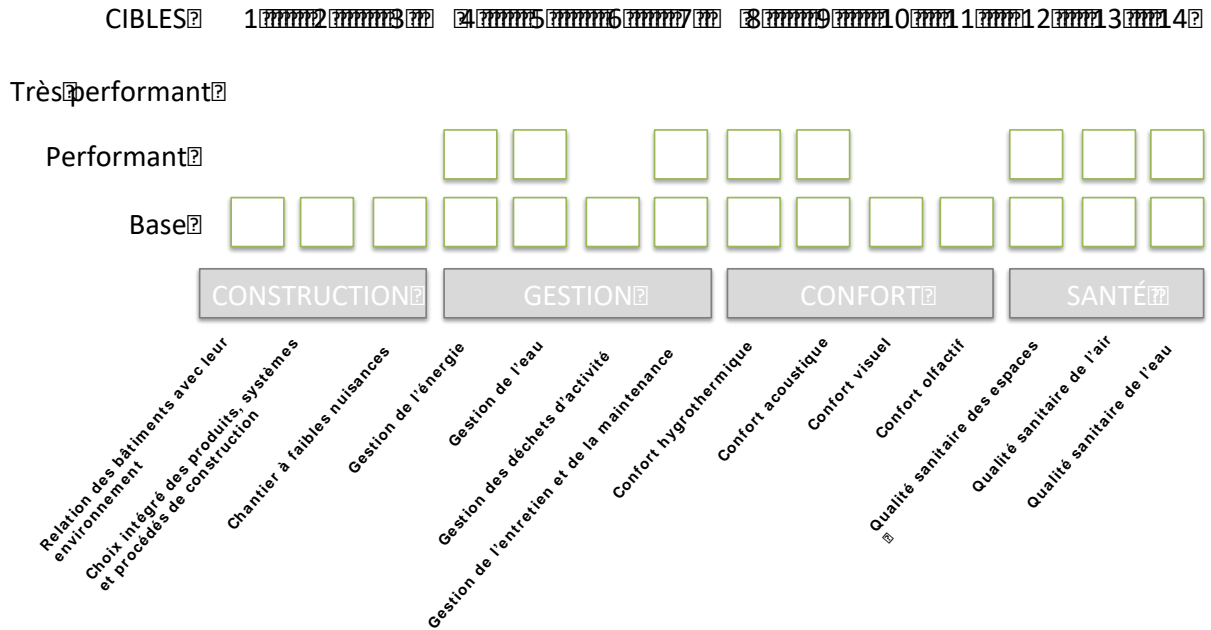 CIBLES 1 2 3 4 5 6 7 8 9 10 11 12 13 14
Très performant
Performant
Base
CONSTRUCTION GESTION CONFORT SANTÉ
Relation des bâtiments avec leur
environnement
Choix intégré des produits, systèmes
et procédés de construction
Chantier à faibles nuisances
Gestion de l'énergie
Gestion de l'eau
Gestion des déchets d'activité
Gestion de l'entretien et de la maintenance
Confort hygrothermique
Confort acoustique
Confort visuel
Confort olfactif
Qualité sanitaire des espaces
Qualité sanitaire de l'air
Qualité sanitaire de l'eau